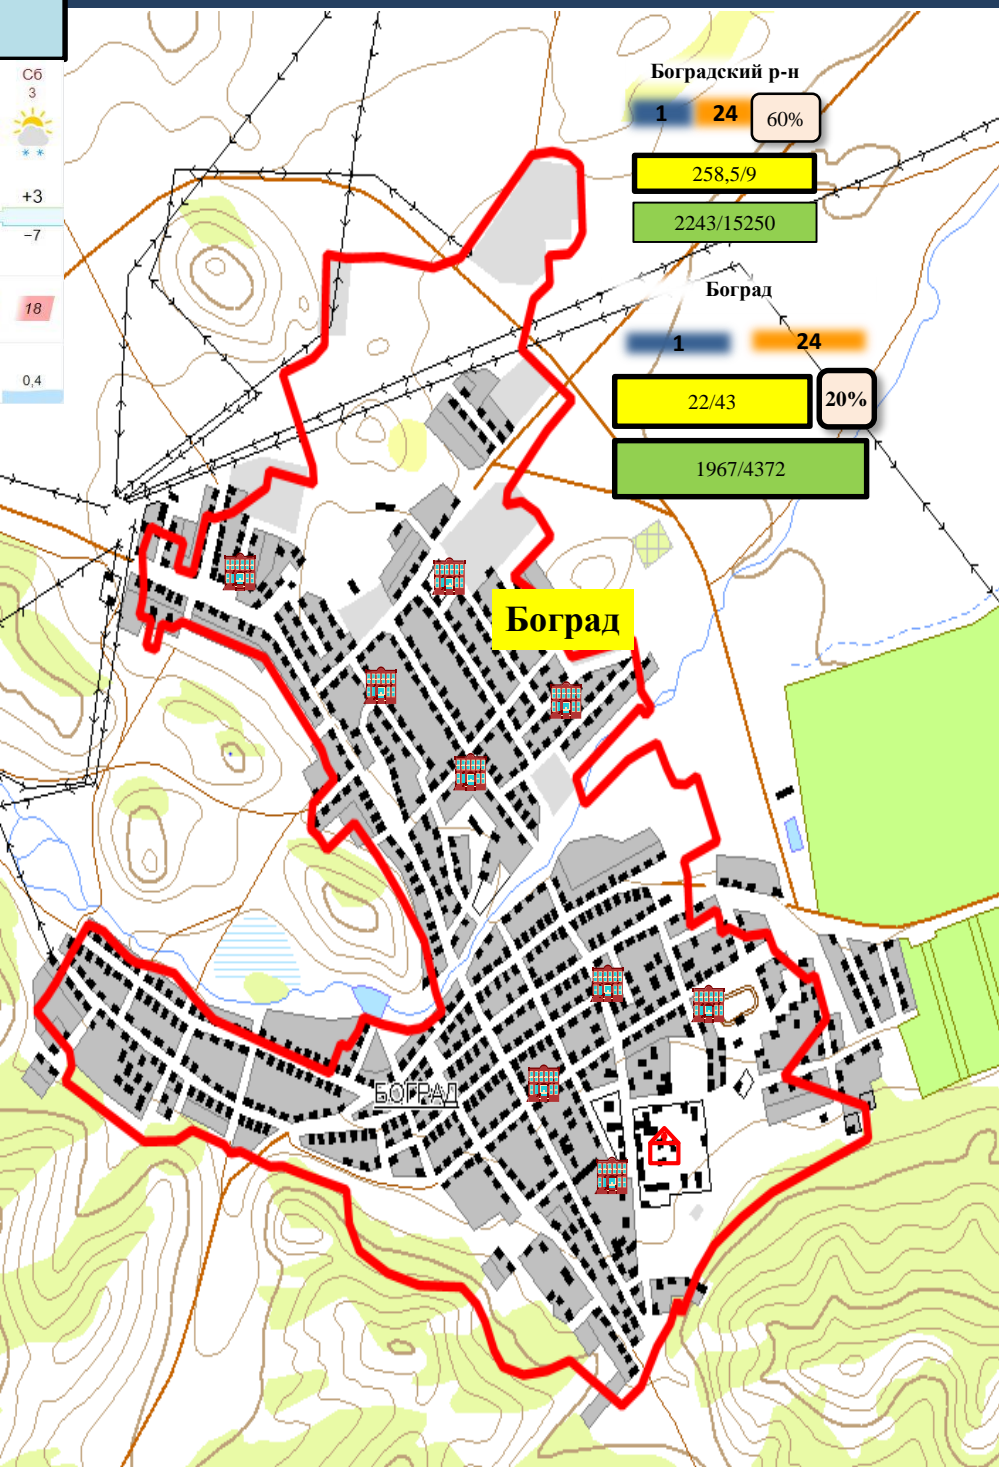 Сб
3
+3
−7
18
0,4
Боградский р-н
1 24 60%
258,5/9
2243/15250
Боград
1 24
22/43 20%
1967/4372
Боград
БОГРАД